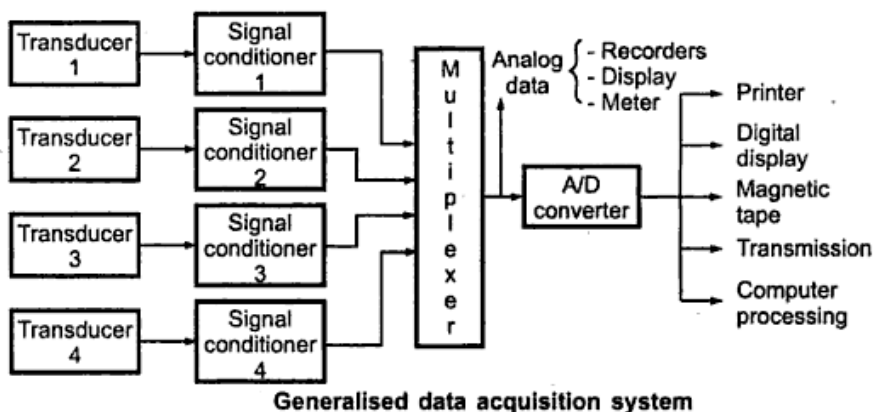 Transducer
1
Signal
conditioner
1
Transducer
2
Signal
conditioner
2
Transducer
3
Signal
conditioner
3
Transducer
4
Signal
conditioner
4
Multiplexer
Analog
data
- Recorders
- Display
- Meter
A/D
converter
Printer
Digital
display
Magnetic
tape
Transmission
Computer
processing
Generalised data acquisition system